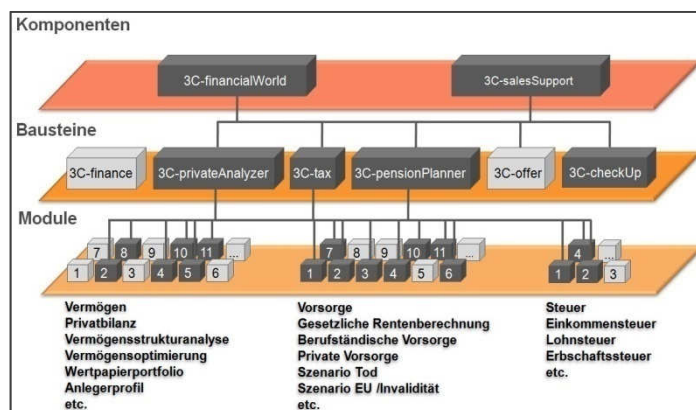 Komponenten
3C-financialWorld 3C-salesSupport
Bausteine
3C-finance 3C-privateAnalyzer 3C-tax 3C-pensionPlanner 3C-offer 3C-checkUp
Module
7 8 9 10 11 ... 7 8 9 10 11 ... 4 ...
1 2 3 4 5 6 1 2 3 4 5 6 1 2 3
Vermögen
Privatbilanz
Vermögensstrukturanalyse
Vermögensoptimierung
Wertpapierportfolio
Anlegerprofil
etc.
Vorsorge
Gesetzliche Rentenberechnung
Berufständische Vorsorge
Private Vorsorge
Szenario Tod
Szenario EU /Invalidität
etc.
Steuer
Einkommensteuer
Lohnsteuer
Erbschaftssteuer
etc.